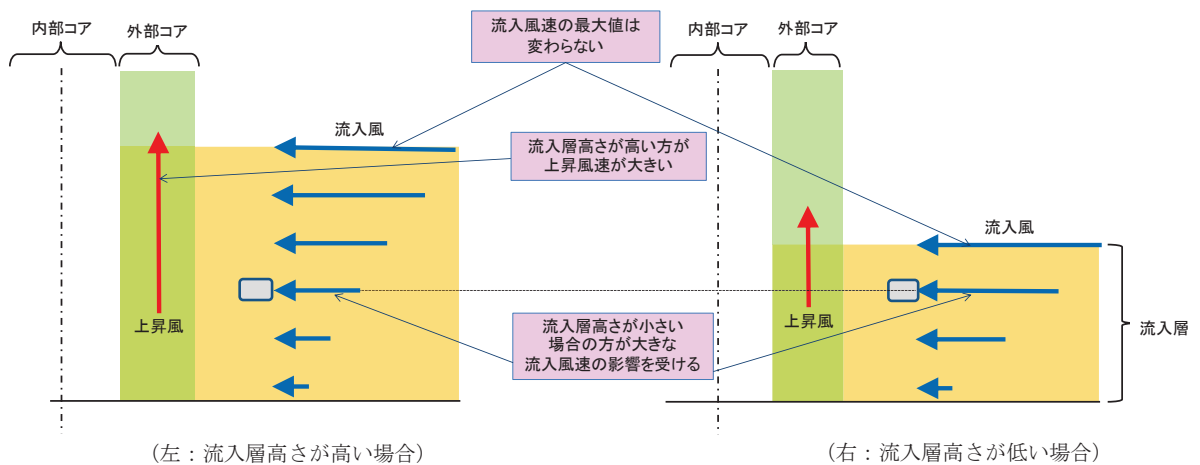 内部コア
外部コア
流入風速の最大値は
変わらない
内部コア
外部コア
流入風
流入層高さが高い方が
上昇風速が大きい
流入風
上昇風
流入層高さが小さい
場合の方が大きな
流入風速の影響を受ける
上昇風
流入層
(左：流入層高さが高い場合)
(右：流入層高さが低い場合)